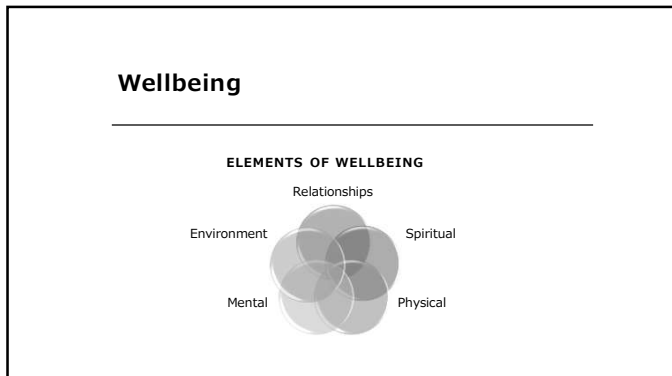 Wellbeing
ELEMENTS OF WELLBEING
Relationships
Environment
Spiritual
Mental
Physical